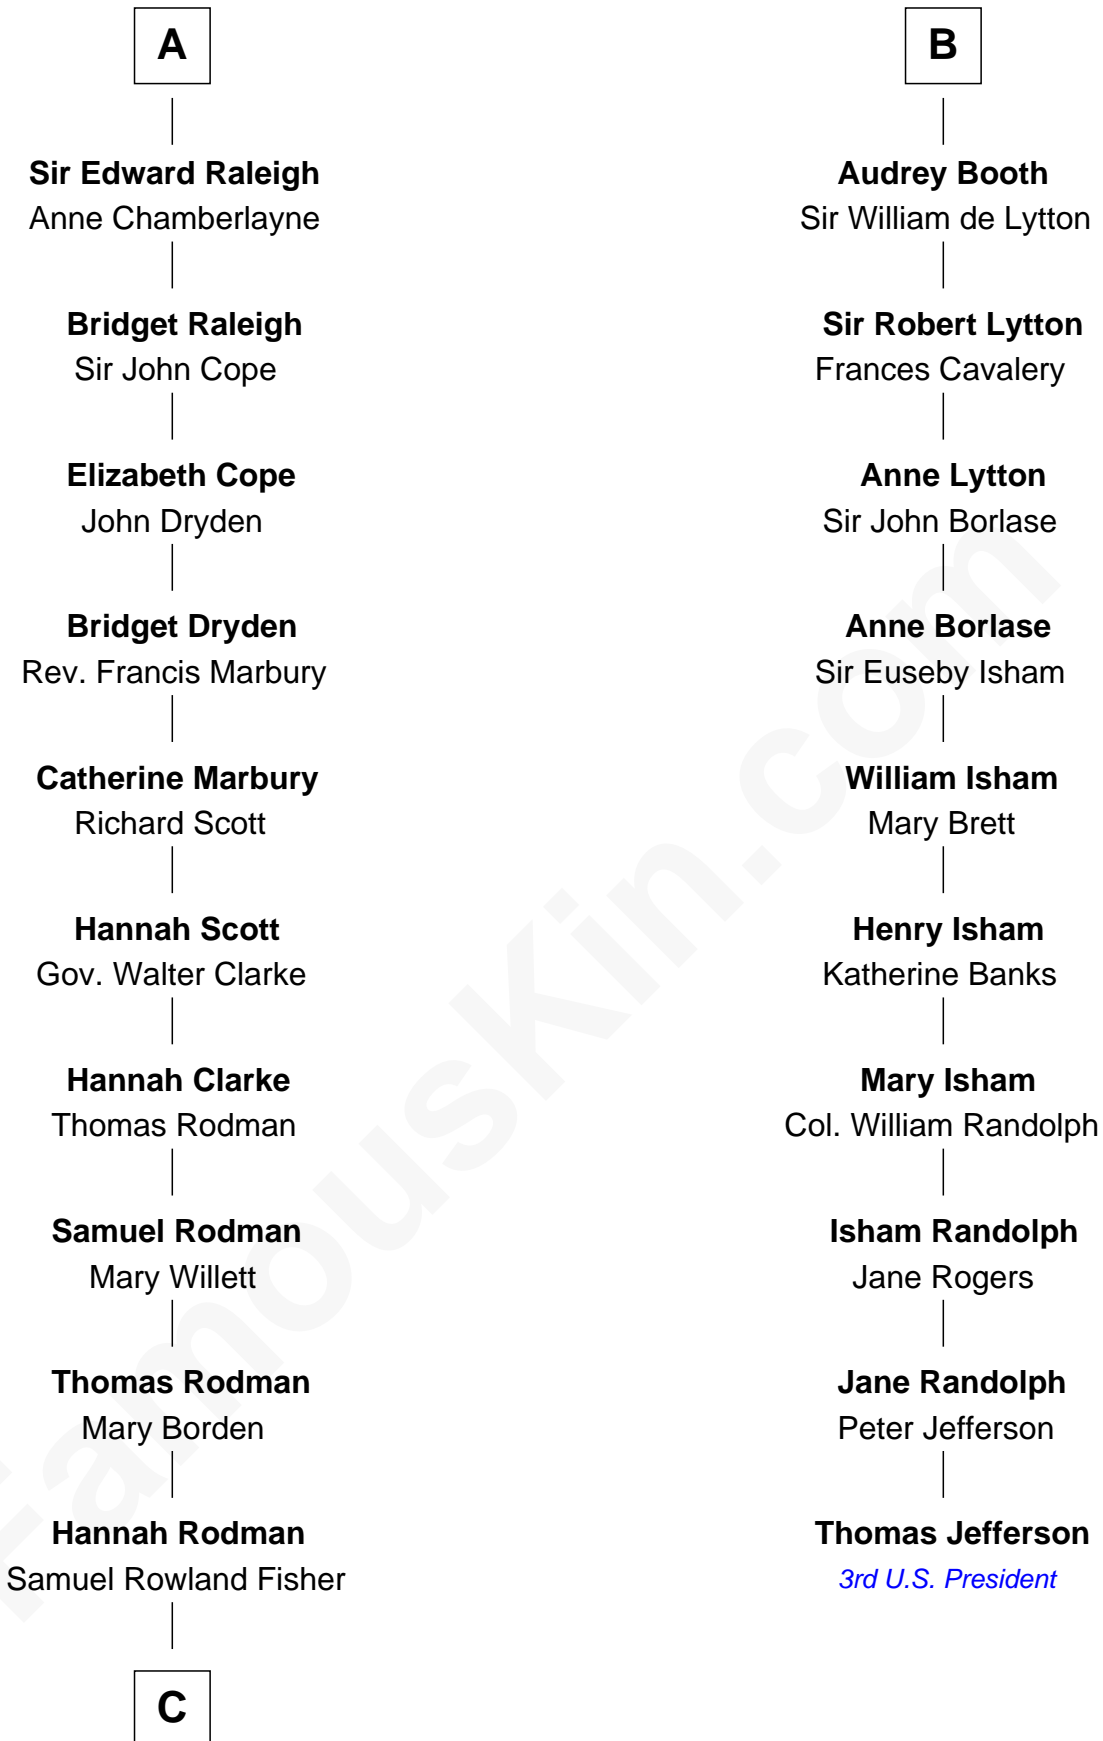 A
Sir Edward Raleigh
Anne Chamberlayne
Bridget Raleigh
Sir John Cope
Elizabeth Cope
John Dryden
Bridget Dryden
Rev. Francis Marbury
Catherine Marbury
Richard Scott
Hannah Scott
Gov. Walter Clarke
Hannah Clarke
Thomas Rodman
Samuel Rodman
Mary Willett
Thomas Rodman
Mary Borden
Hannah Rodman
Samuel Rowland Fisher
C
B
Audrey Booth
Sir William de Lytton
Sir Robert Lytton
Frances Cavalery
Anne Lytton
Sir John Borlase
Anne Borlase
Sir Euseby Isham
William Isham
Mary Brett
Henry Isham
Katherine Banks
Mary Isham
Col. William Randolph
Isham Randolph
Jane Rogers
Jane Randolph
Peter Jefferson
Thomas Jefferson
3rd U.S. President
FamousKin.com